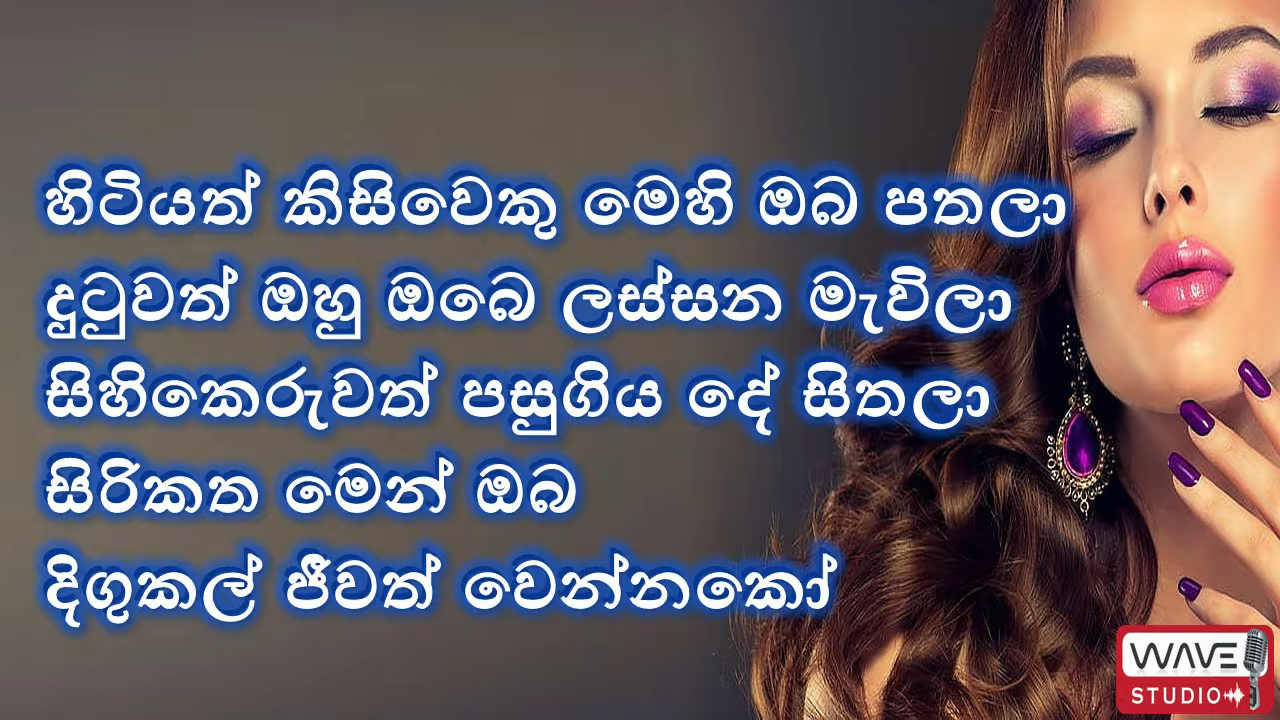 හිටියත් කිසිවෙකු මෙහි ඔබ පතලා
දුටුවත් ඔහු ඔබෙ ලස්සන මැවිලා
සිහිකෙරුවත් පසුගිය දේ සිතලා
සිරිකත මෙන් ඔබ
දිගුකල් ජීවත් වෙන්නකෝ
WAVE
STUDIO